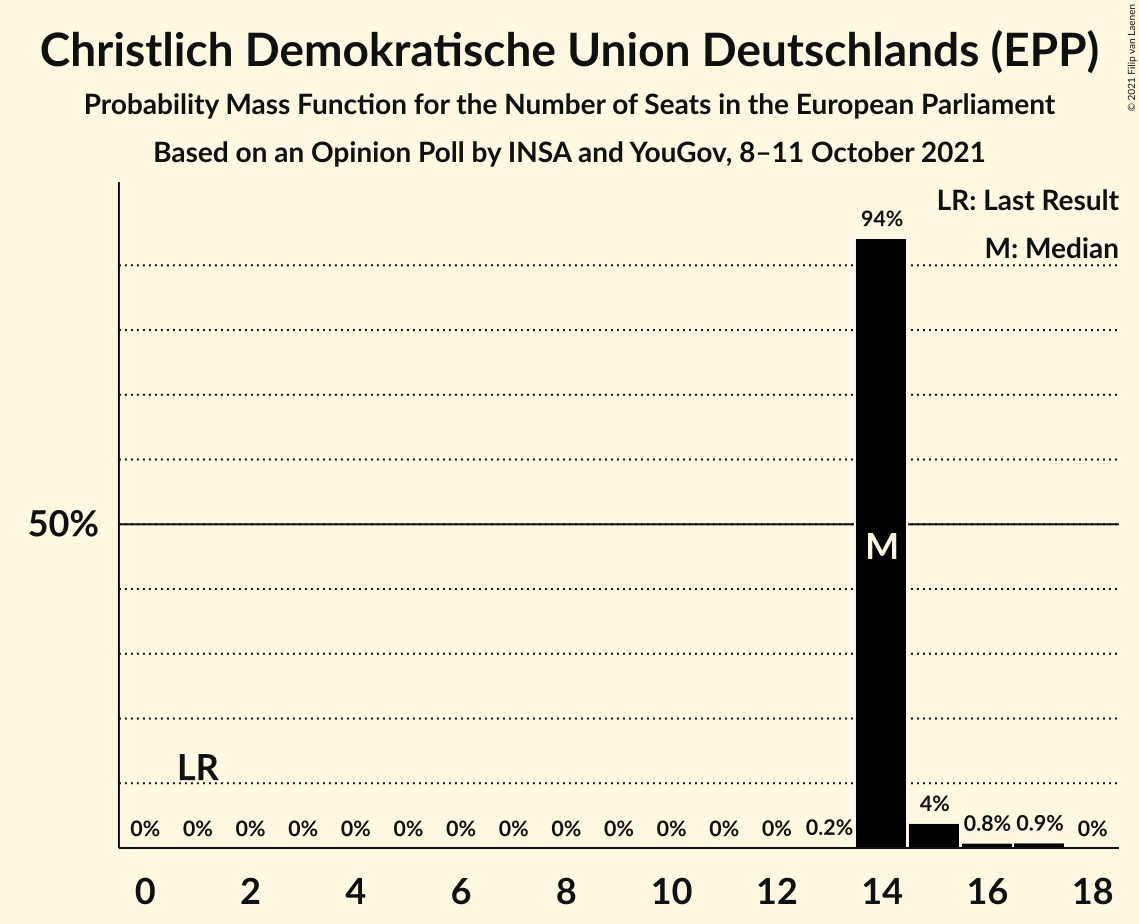 Christlich Demokratische Union Deutschlands (EPP)
Probability Mass Function for the Number of Seats in the European Parliament
Based on an Opinion Poll by INSA and YouGov, 8–11 October 2021
© 2021 Filip van Laenen
LR: Last Result
M: Median
94%
50%
M
LR
4%
0% 0% 0% 0% 0% 0% 0% 0% 0% 0% 0% 0% 0% 0.2% 0.8% 0.9% 0%
0 2 4 6 8 10 12 14 16 18